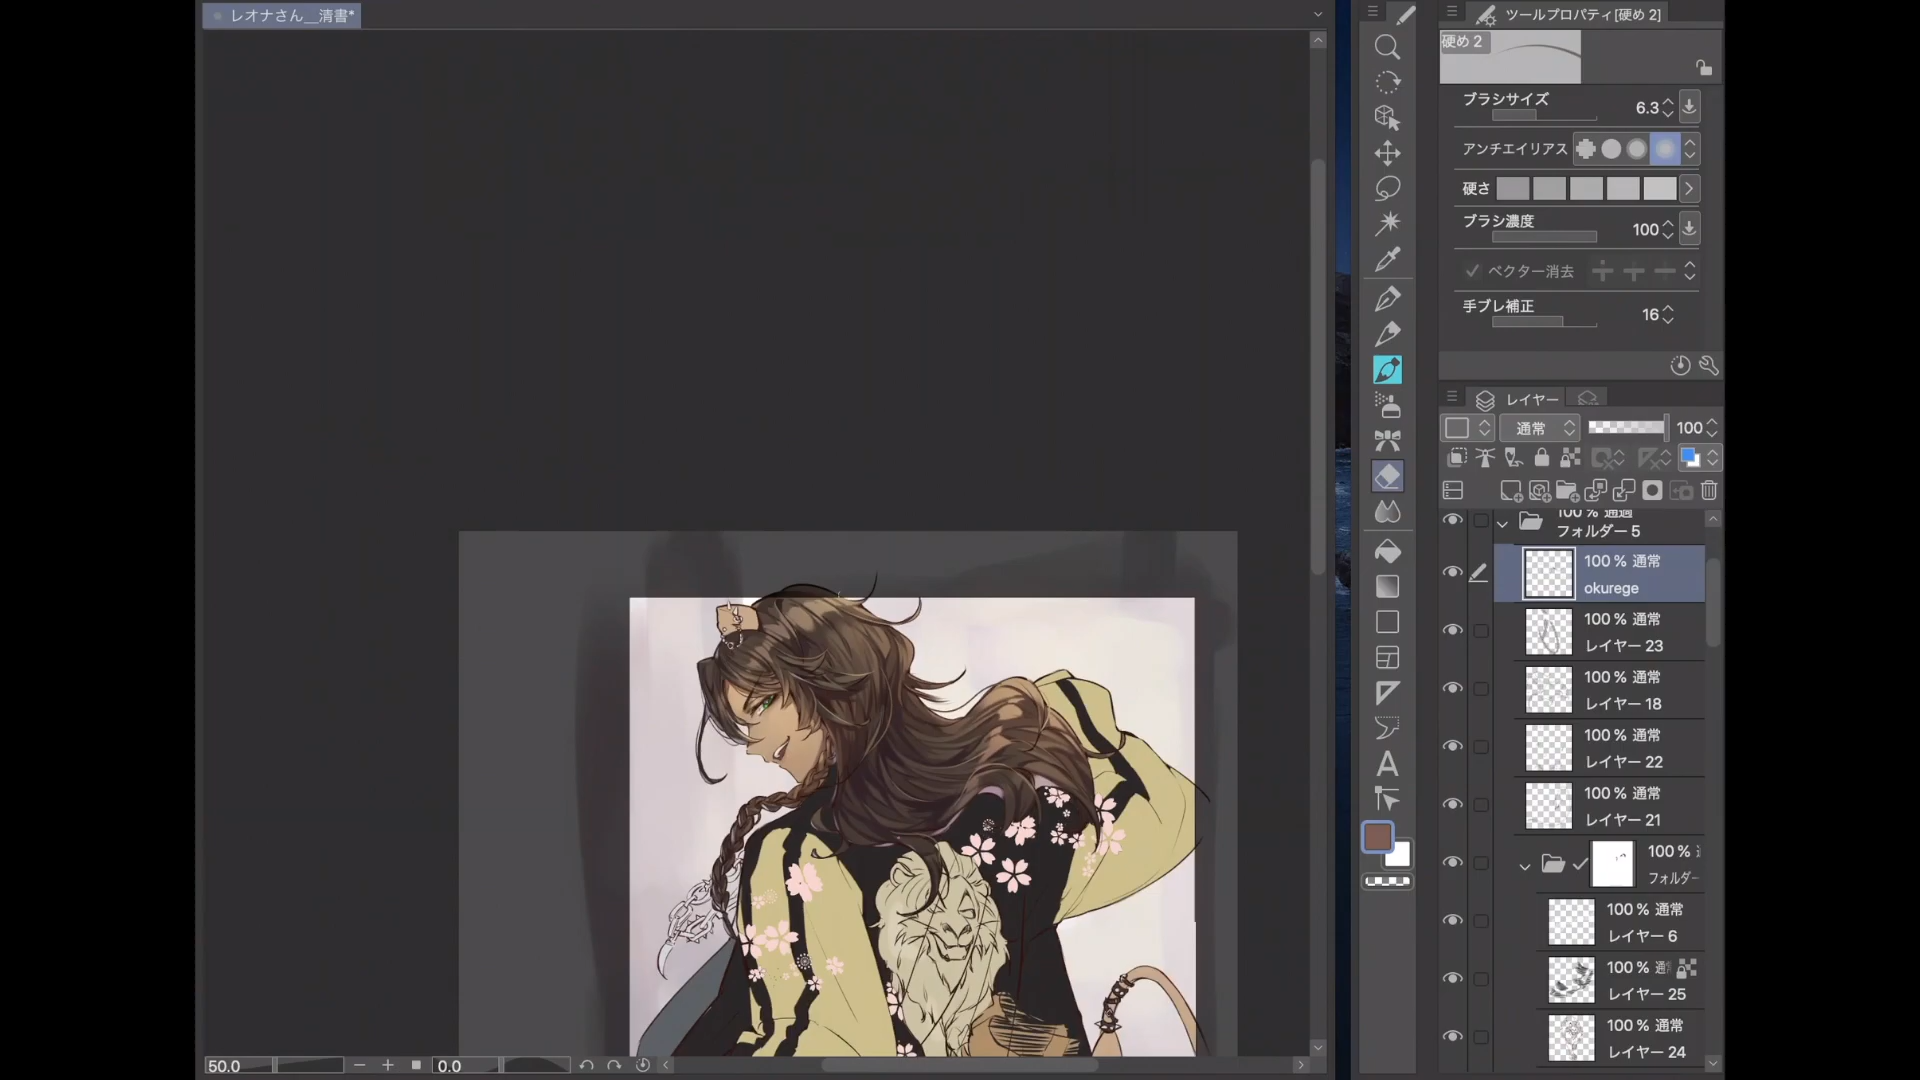 レオナさん__清書*
ツールプロパティ[硬め 2]
硬め 2
ブラシサイズ
6.3
アンチエイリアス
硬さ
ブラシ濃度
100
ベクター消去
手ブレ補正
16
レイヤー
通常
100
100 % 通過
フォルダー 5
100 % 通常
okurege
100 % 通常
レイヤー 23
100 % 通常
レイヤー 18
100 % 通常
レイヤー 22
100 % 通常
レイヤー 21
100 %
フォルダー
100 % 通常
レイヤー 6
100 % 通常
レイヤー 25
100 % 通常
レイヤー 24
50.0
0.0